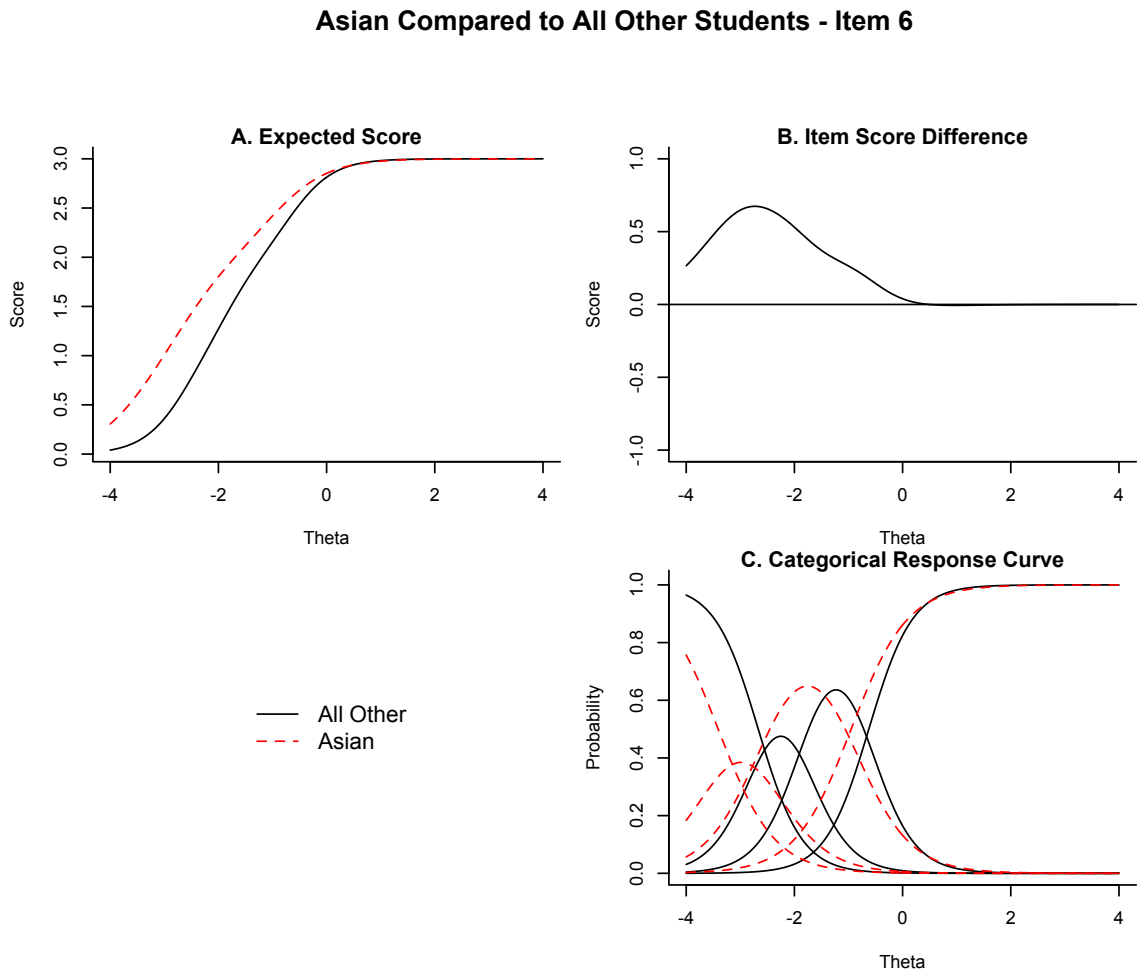 Asian Compared to All Other Students - Item 6
A. Expected Score
Score
0.0 0.5 1.0 1.5 2.0 2.5 3.0
-4 -2 0 2 4
Theta
B. Item Score Difference
Score
-1.0 -0.5 0.0 0.5 1.0
-4 -2 0 2 4
Theta
All Other
Asian
C. Categorical Response Curve
Probability
0.0 0.2 0.4 0.6 0.8 1.0
-4 -2 0 2 4
Theta